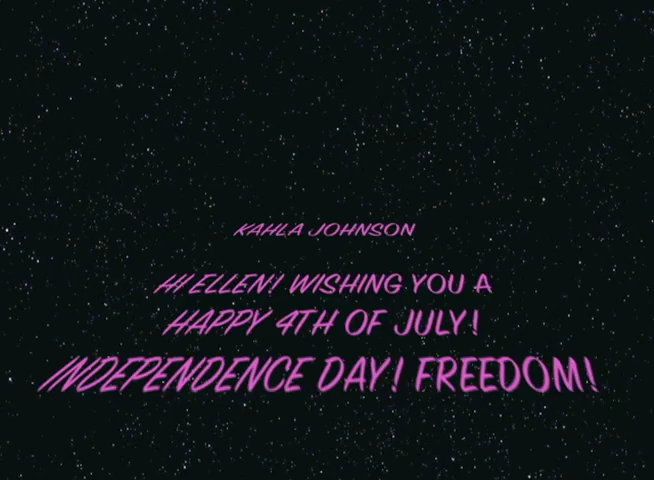 KAHLA JOHNSON
HI ELLEN! WISHING YOU A
HAPPY 4TH OF JULY!
INDEPENDENCE DAY! FREEDOM!